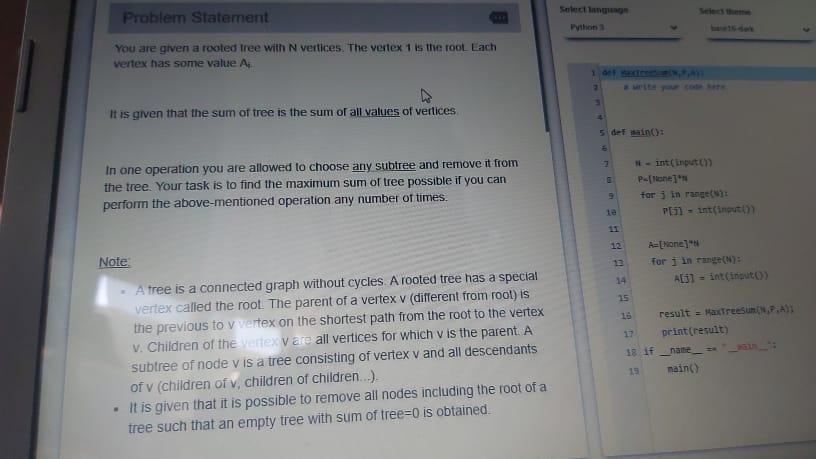 Problem Statement
You are given a rooted tree with N vertices. The vertex 1 is the root. Each
vertex has some value Ai.
It is given that the sum of tree is the sum of all values of vertices.
In one operation you are allowed to choose any subtree and remove it from
the tree. Your task is to find the maximum sum of tree possible if you can
perform the above-mentioned operation any number of times.
Note:
• A tree is a connected graph without cycles. A rooted tree has a special
vertex called the root. The parent of a vertex v (different from root) is
the previous to v vertex on the shortest path from the root to the vertex
v. Children of the vertex v are all vertices for which v is the parent. A
subtree of node v is a tree consisting of vertex v and all descendants
of v (children of v, children of children...).
• It is given that it is possible to remove all nodes including the root of a
tree such that an empty tree with sum of tree=0 is obtained.
Select language
Select theme
Python 3
base16-dark
1 def MaxTreeSum(N,P,A):
2 # Write your code here
3
4
5 def main():
6
7 N = int(input())
8 P=[None]*N
9 for j in range(N):
10 P[j] = int(input())
11
12 A=[None]*N
13 for j in range(N):
14 A[j] = int(input())
15
16 result = MaxTreeSum(N,P,A);
17 print(result)
18 if __name__ == "__main__":
19 main()